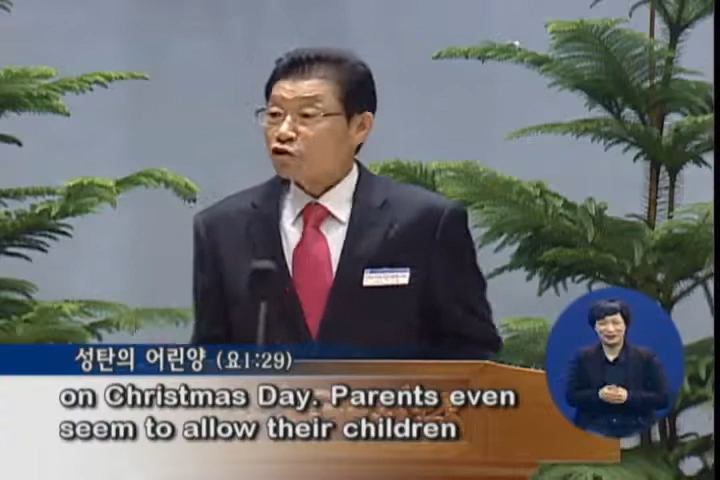 성탄의 어린양 (요1:29)
on Christmas Day. Parents even
seem to allow their children